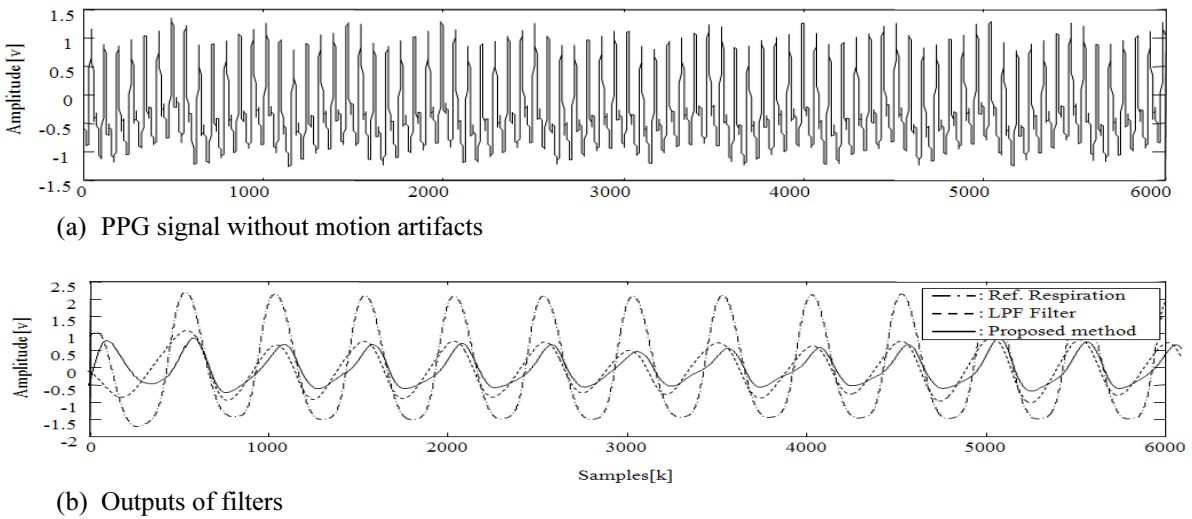 1.5
1
0.5
0
-0.5
-1
-1.5
Amplitude[v]
0 1000 2000 3000 4000 5000 6000
(a) PPG signal without motion artifacts
2.5
2
1.5
1
0.5
0
-0.5
-1
-1.5
-2
Amplitude[v]
: Ref. Respiration
: LPF Filter
: Proposed method
0 1000 2000 3000 4000 5000 6000
Samples[k]
(b) Outputs of filters